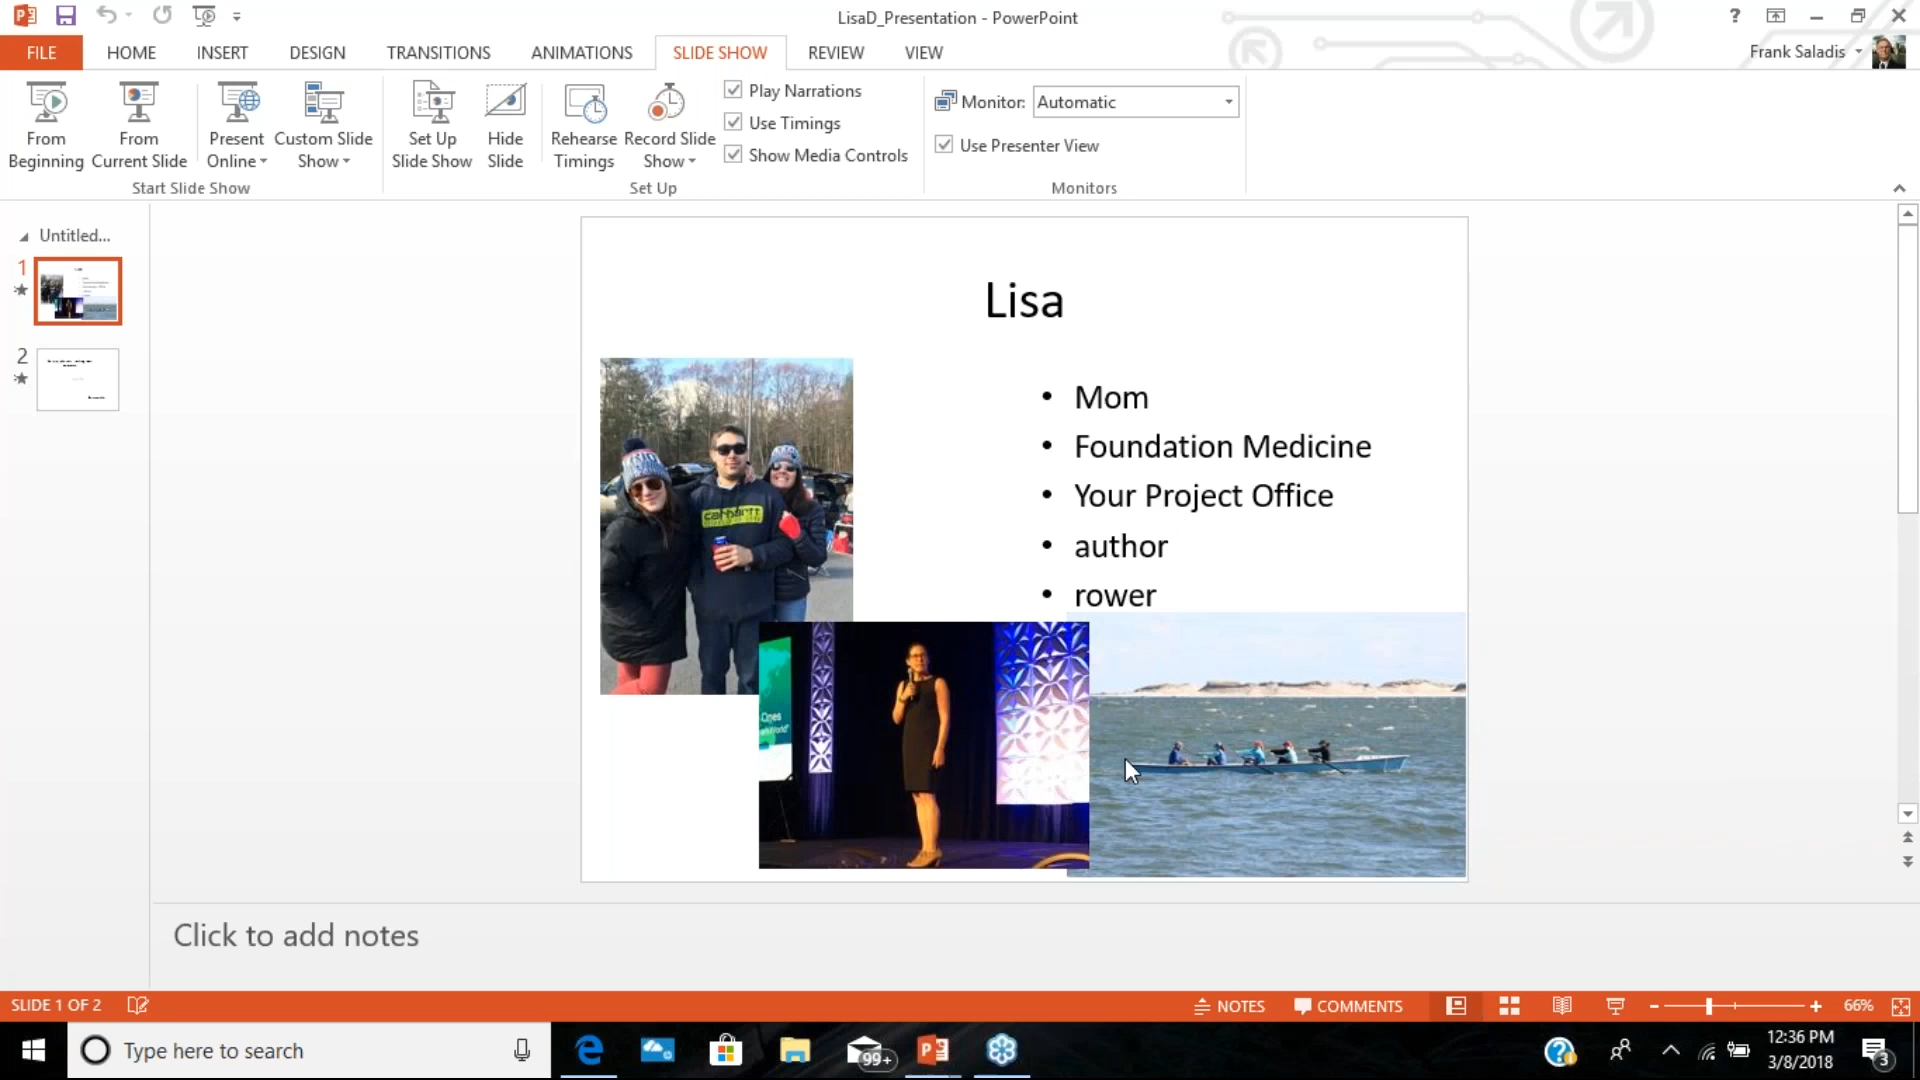 LisaD_Presentation - PowerPoint
FILE HOME INSERT DESIGN TRANSITIONS ANIMATIONS SLIDE SHOW REVIEW VIEW
Frank Saladis
From Beginning
From Current Slide
Present Online
Custom Slide Show
Start Slide Show
Set Up Slide Show
Hide Slide
Rehearse Timings
Record Slide Show
Play Narrations
Use Timings
Show Media Controls
Set Up
Monitor: Automatic
Use Presenter View
Monitors
Untitled...
1
2
Lisa
• Mom
• Foundation Medicine
• Your Project Office
• author
• rower
carhartt
Ones
World"
Click to add notes
SLIDE 1 OF 2
NOTES
COMMENTS
66%
Type here to search
99+
12:36 PM
3/8/2018
3